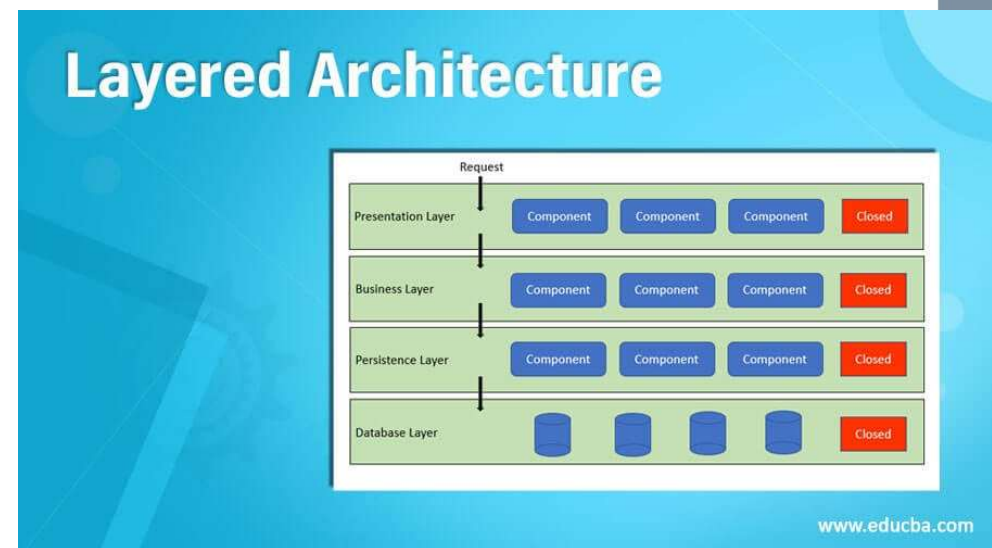 Layered Architecture
Request
Presentation Layer Component Component Component Closed
Business Layer Component Component Component Closed
Persistence Layer Component Component Component Closed
Database Layer Closed
www.educba.com